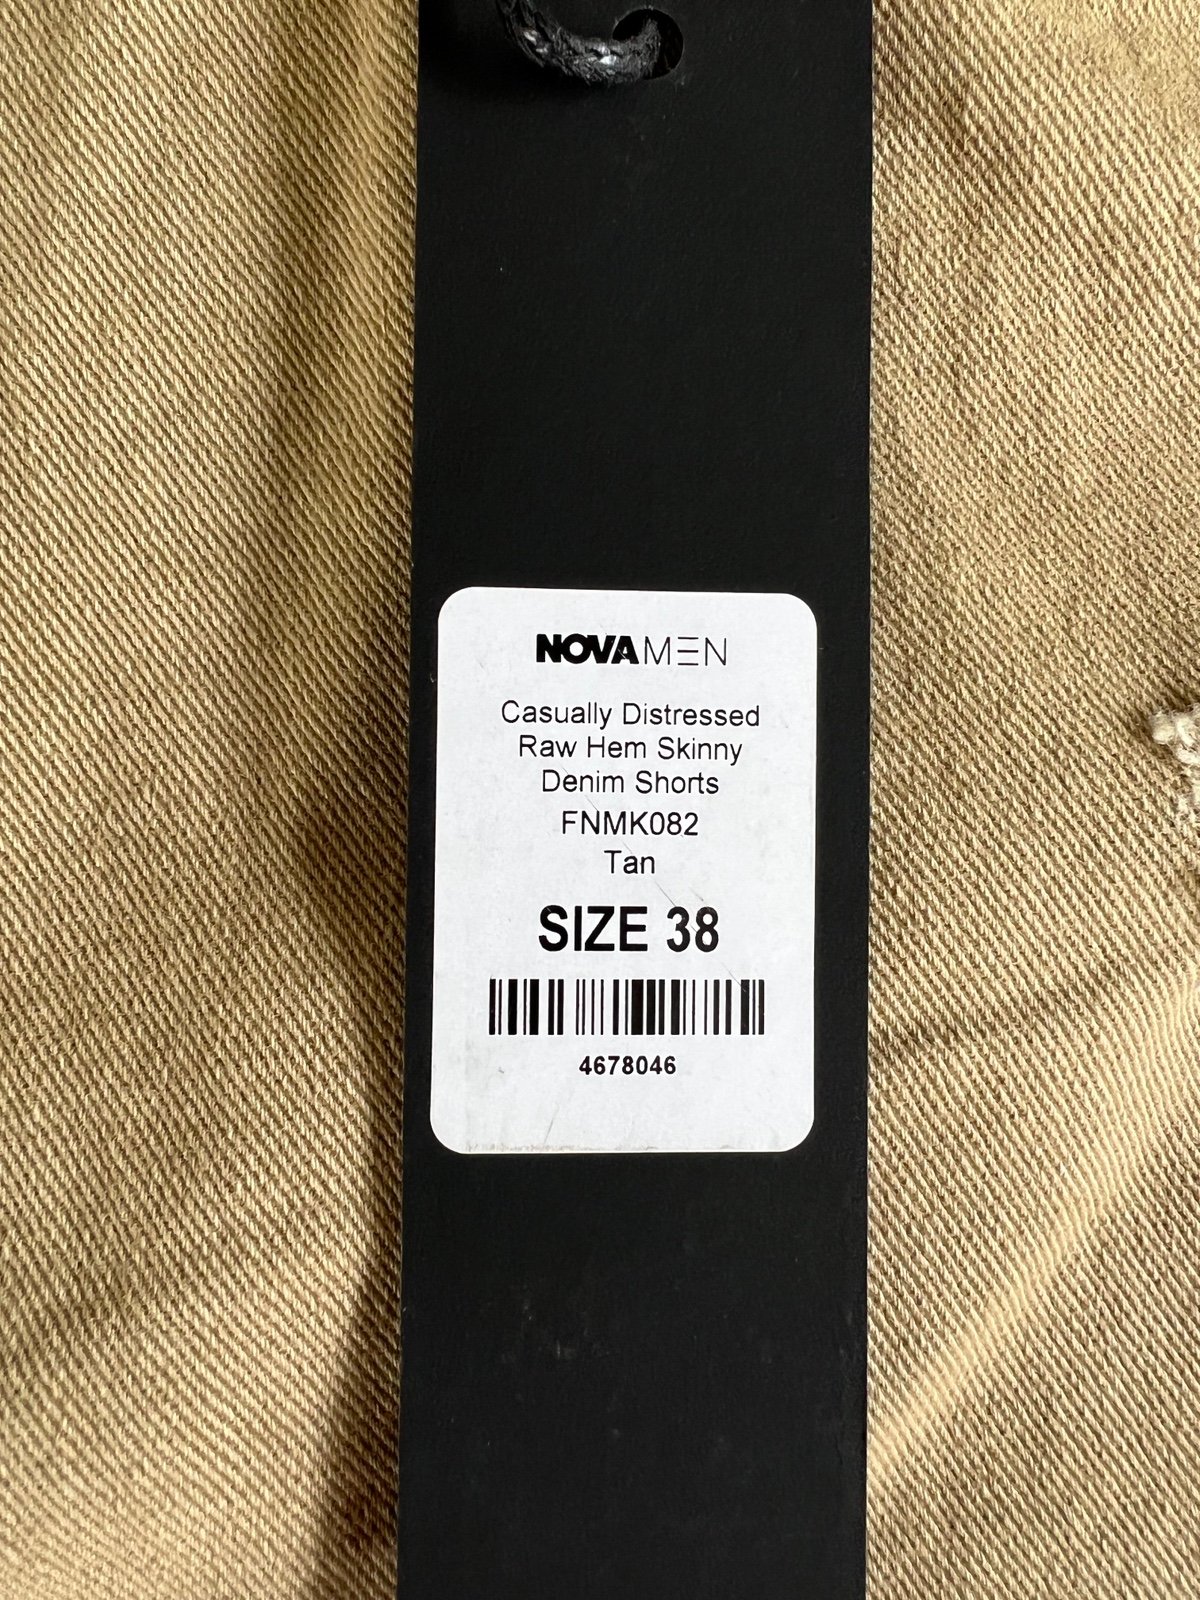 NOVAMEN
Casually Distressed
Raw Hem Skinny
Denim Shorts
FNMK082
Tan
SIZE 38
4678046